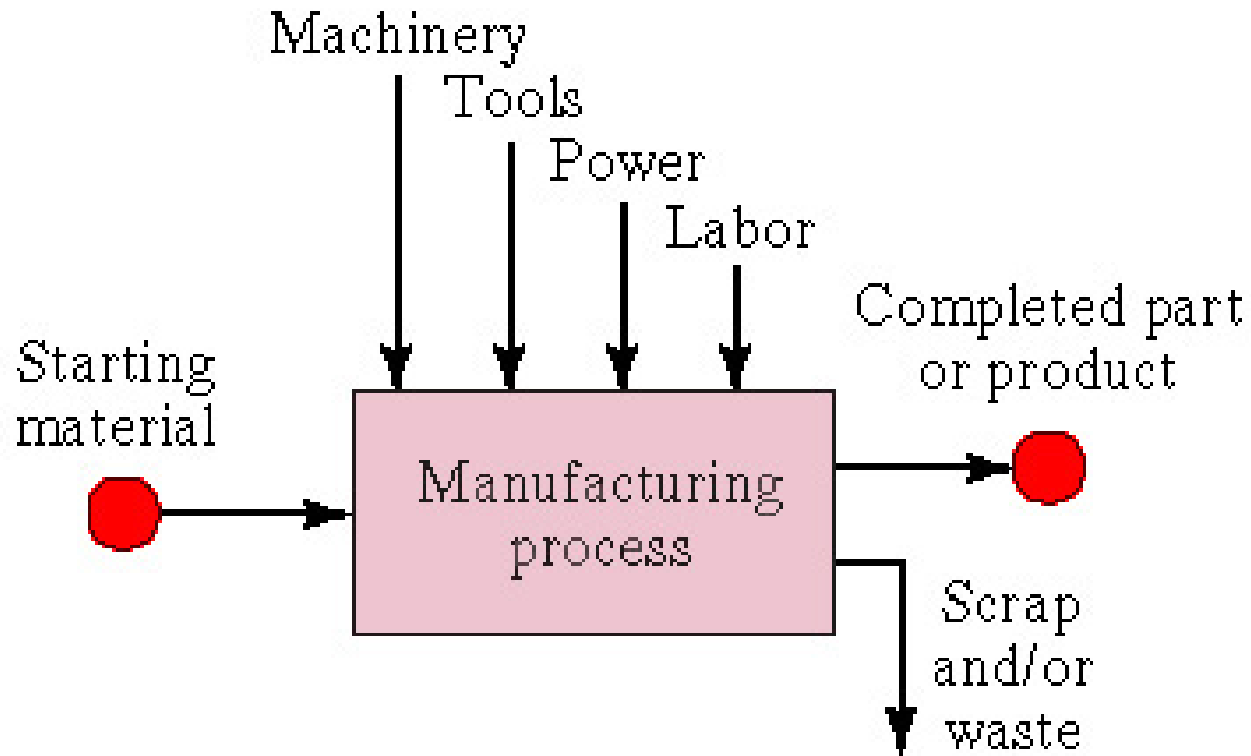 Machinery
Tools
Power
Labor
Completed part
or product
Starting
material
Manufacturing
process
Scrap
and/or
waste